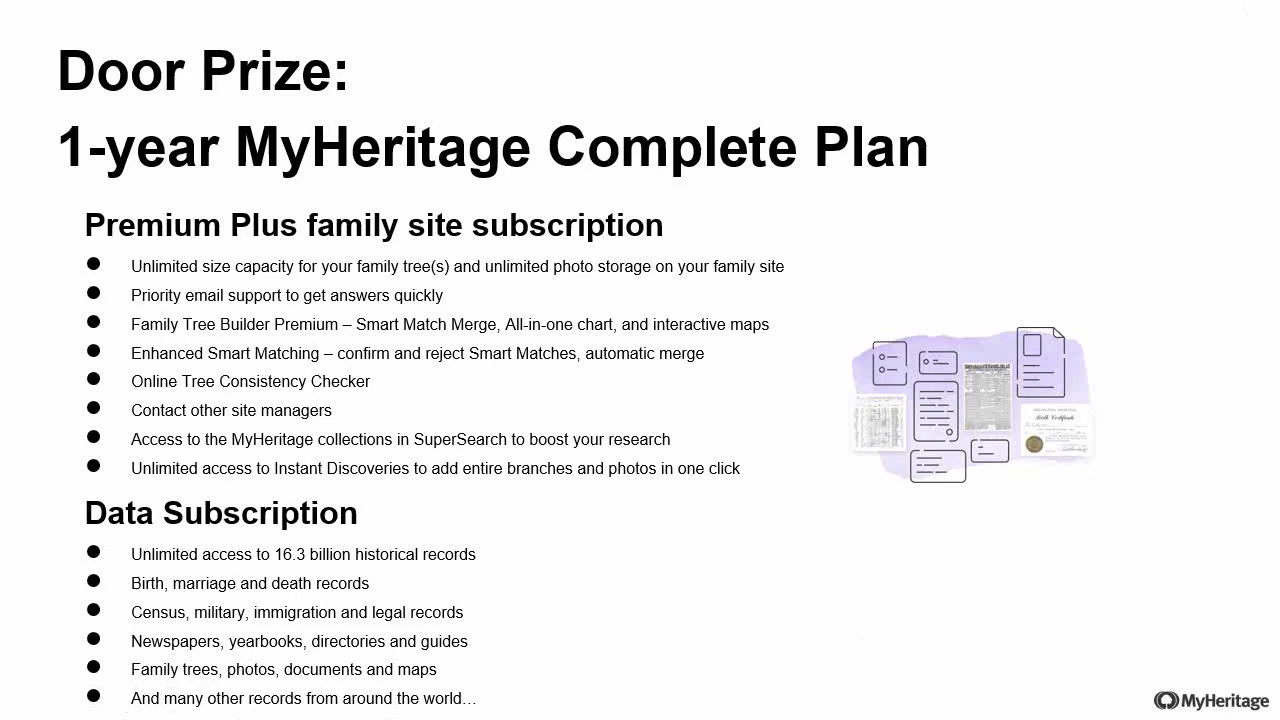 Door Prize:
1-year MyHeritage Complete Plan
Premium Plus family site subscription
● Unlimited size capacity for your family tree(s) and unlimited photo storage on your family site
● Priority email support to get answers quickly
● Family Tree Builder Premium – Smart Match Merge, All-in-one chart, and interactive maps
● Enhanced Smart Matching – confirm and reject Smart Matches, automatic merge
● Online Tree Consistency Checker
● Contact other site managers
● Access to the MyHeritage collections in SuperSearch to boost your research
● Unlimited access to Instant Discoveries to add entire branches and photos in one click
Birth Certificate
Data Subscription
● Unlimited access to 16.3 billion historical records
● Birth, marriage and death records
● Census, military, immigration and legal records
● Newspapers, yearbooks, directories and guides
● Family trees, photos, documents and maps
● And many other records from around the world…
MyHeritage